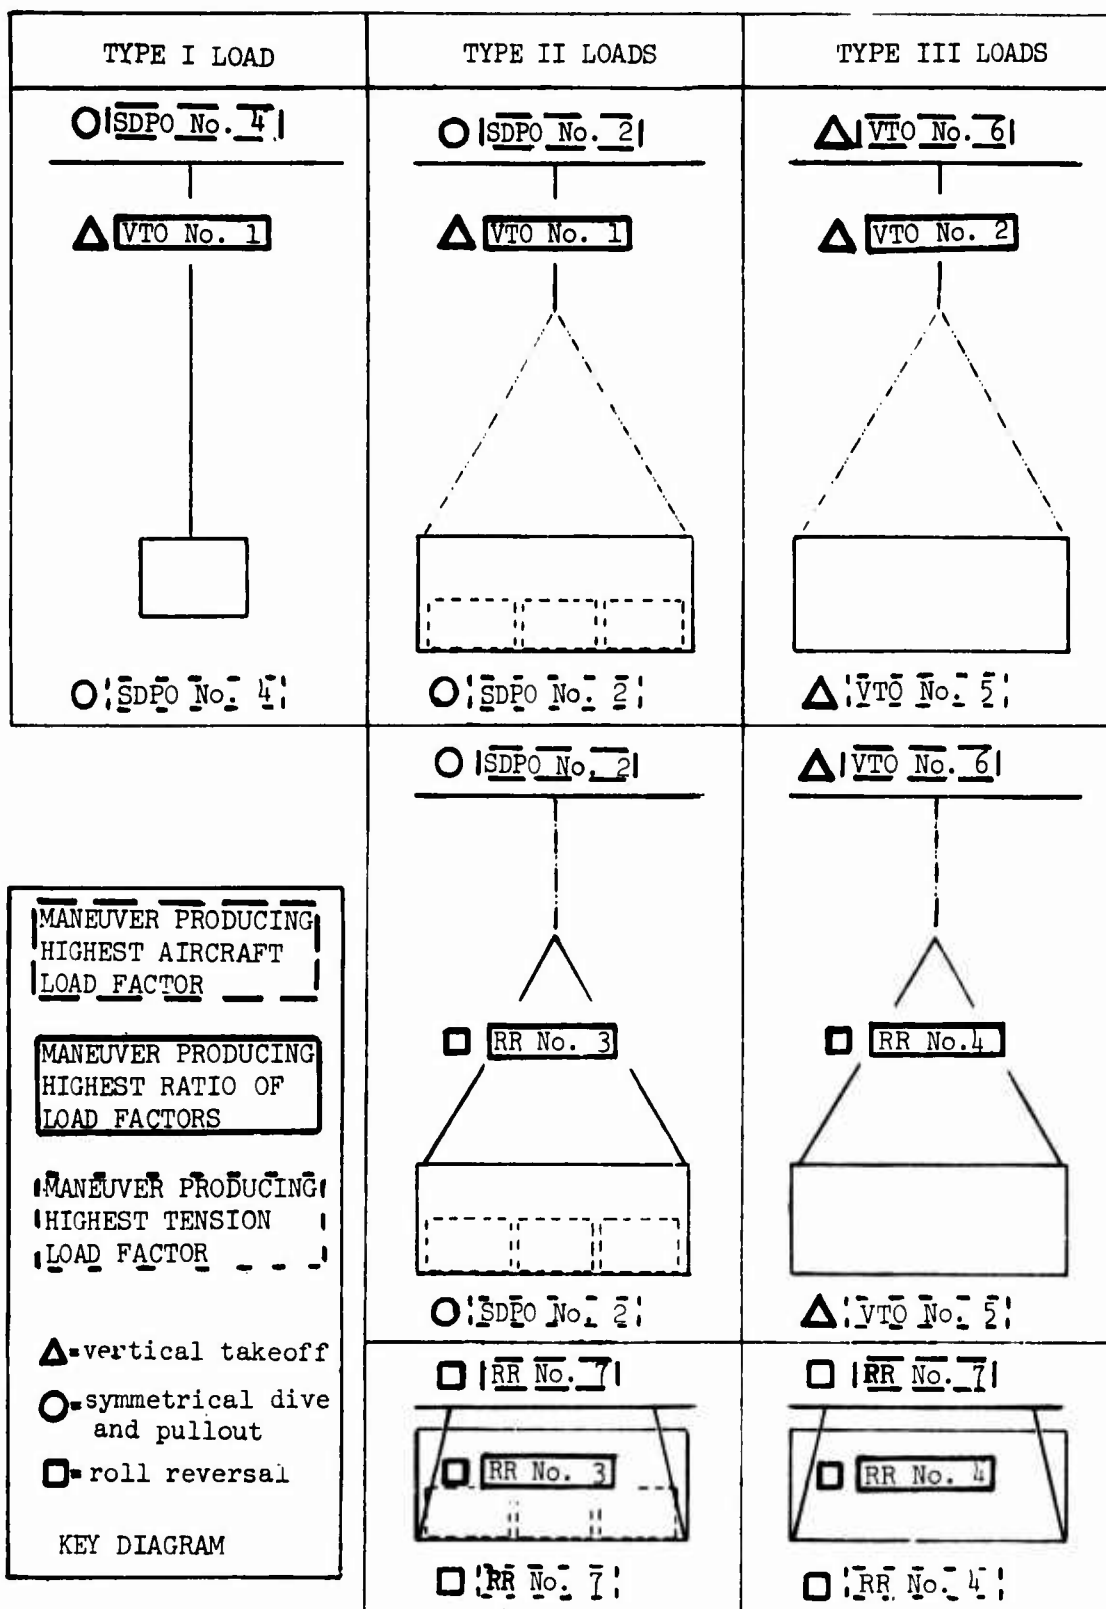 TYPE I LOAD
TYPE II LOADS
TYPE III LOADS
SDPO No. 4
SDPO No. 2
VTO No. 6
VTO No. 1
VTO No. 1
VTO No. 2
SDPO No. 4
SDPO No. 2
VTO No. 5
SDPO No. 2
VTO No. 6
RR No. 3
RR No.4
SDPO No. 2
VTO No. 5
RR No. 7
RR No. 7
RR No. 3
RR No. 4
RR No. 7
RR No. 4
MANEUVER PRODUCING
HIGHEST AIRCRAFT
LOAD FACTOR
MANEUVER PRODUCING
HIGHEST RATIO OF
LOAD FACTORS
MANEUVER PRODUCING
HIGHEST TENSION
LOAD FACTOR
=vertical takeoff
=symmetrical dive
and pullout
= roll reversal
KEY DIAGRAM